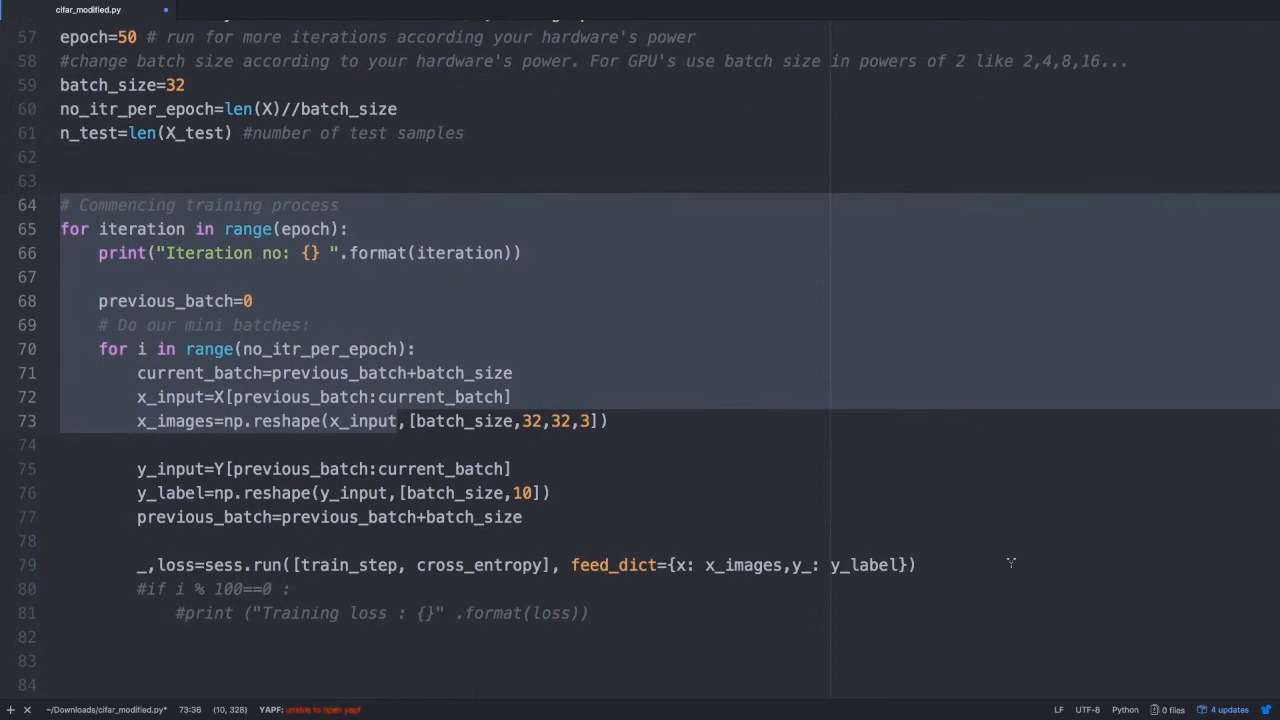 cifar_modified.py
57 epoch=50 # run for more iterations according your hardware's power
58 #change batch size according to your hardware's power. For GPU's use batch size in powers of 2 like 2,4,8,16...
59 batch_size=32
60 no_itr_per_epoch=len(X)//batch_size
61 n_test=len(X_test) #number of test samples
62
63
64 # Commencing training process
65 for iteration in range(epoch):
66 print("Iteration no: {} ".format(iteration))
67
68 previous_batch=0
69 # Do our mini batches:
70 for i in range(no_itr_per_epoch):
71 current_batch=previous_batch+batch_size
72 x_input=X[previous_batch:current_batch]
73 x_images=np.reshape(x_input,[batch_size,32,32,3])
74
75 y_input=Y[previous_batch:current_batch]
76 y_label=np.reshape(y_input,[batch_size,10])
77 previous_batch=previous_batch+batch_size
78
79 _,loss=sess.run([train_step, cross_entropy], feed_dict={x: x_images,y_: y_label})
80 #if i % 100==0 :
81 #print ("Training loss : {}" .format(loss))
82
83
84
~/Downloads/cifar_modified.py* 73:36 (10, 328) YAPF: unable to open yapf LF UTF-8 Python 0 files 4 updates